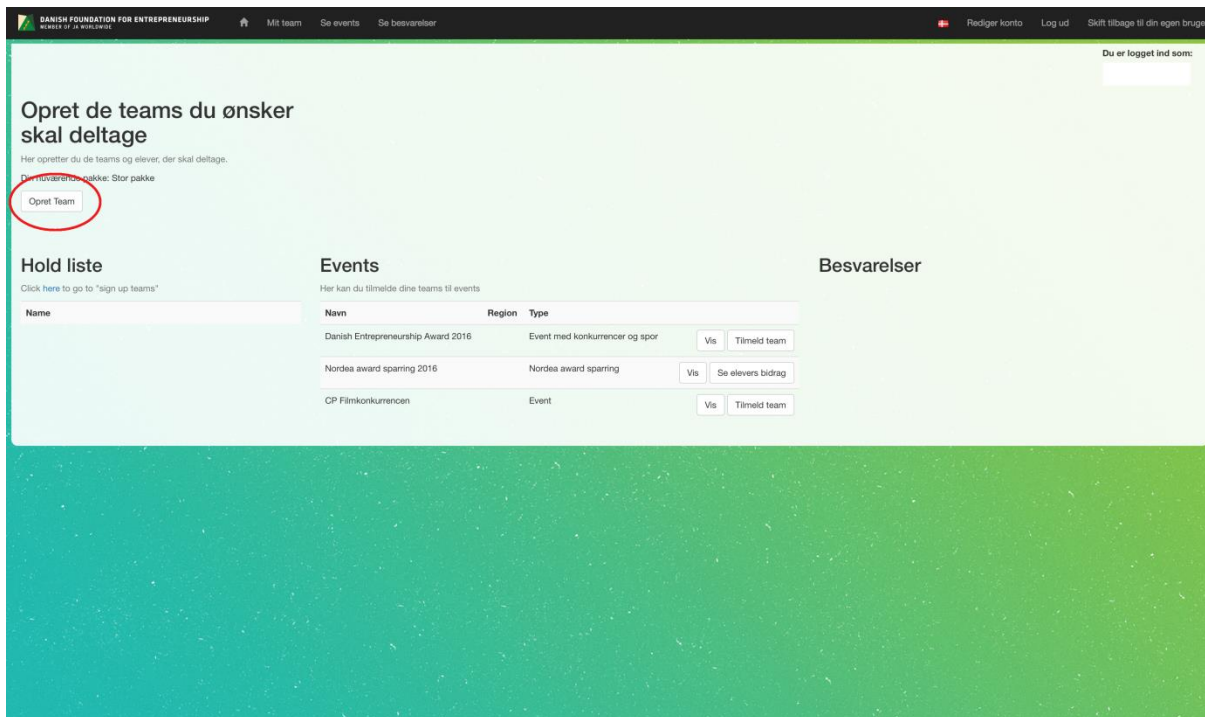 DANISH FOUNDATION FOR ENTREPRENEURSHIP
MEMBER OF JA WORLDWIDE
Mit team Se events Se besvarelser
Rediger konto Log ud Skift tilbage til din egen bruge
Du er logget ind som:
Opret de teams du ønsker
skal deltage
Her opretter du de teams og elever, der skal deltage.
Din nuværende pakke: Stor pakke
Opret Team
Hold liste
Click here to go to "sign up teams"
Name
Events
Her kan du tilmelde dine teams til events
Navn Region Type
Danish Entrepreneurship Award 2016 Event med konkurrencer og spor Vis Tilmeld team
Nordea award sparring 2016 Nordea award sparring Vis Se elevers bidrag
CP Filmkonkurrencen Event Vis Tilmeld team
Besvarelser